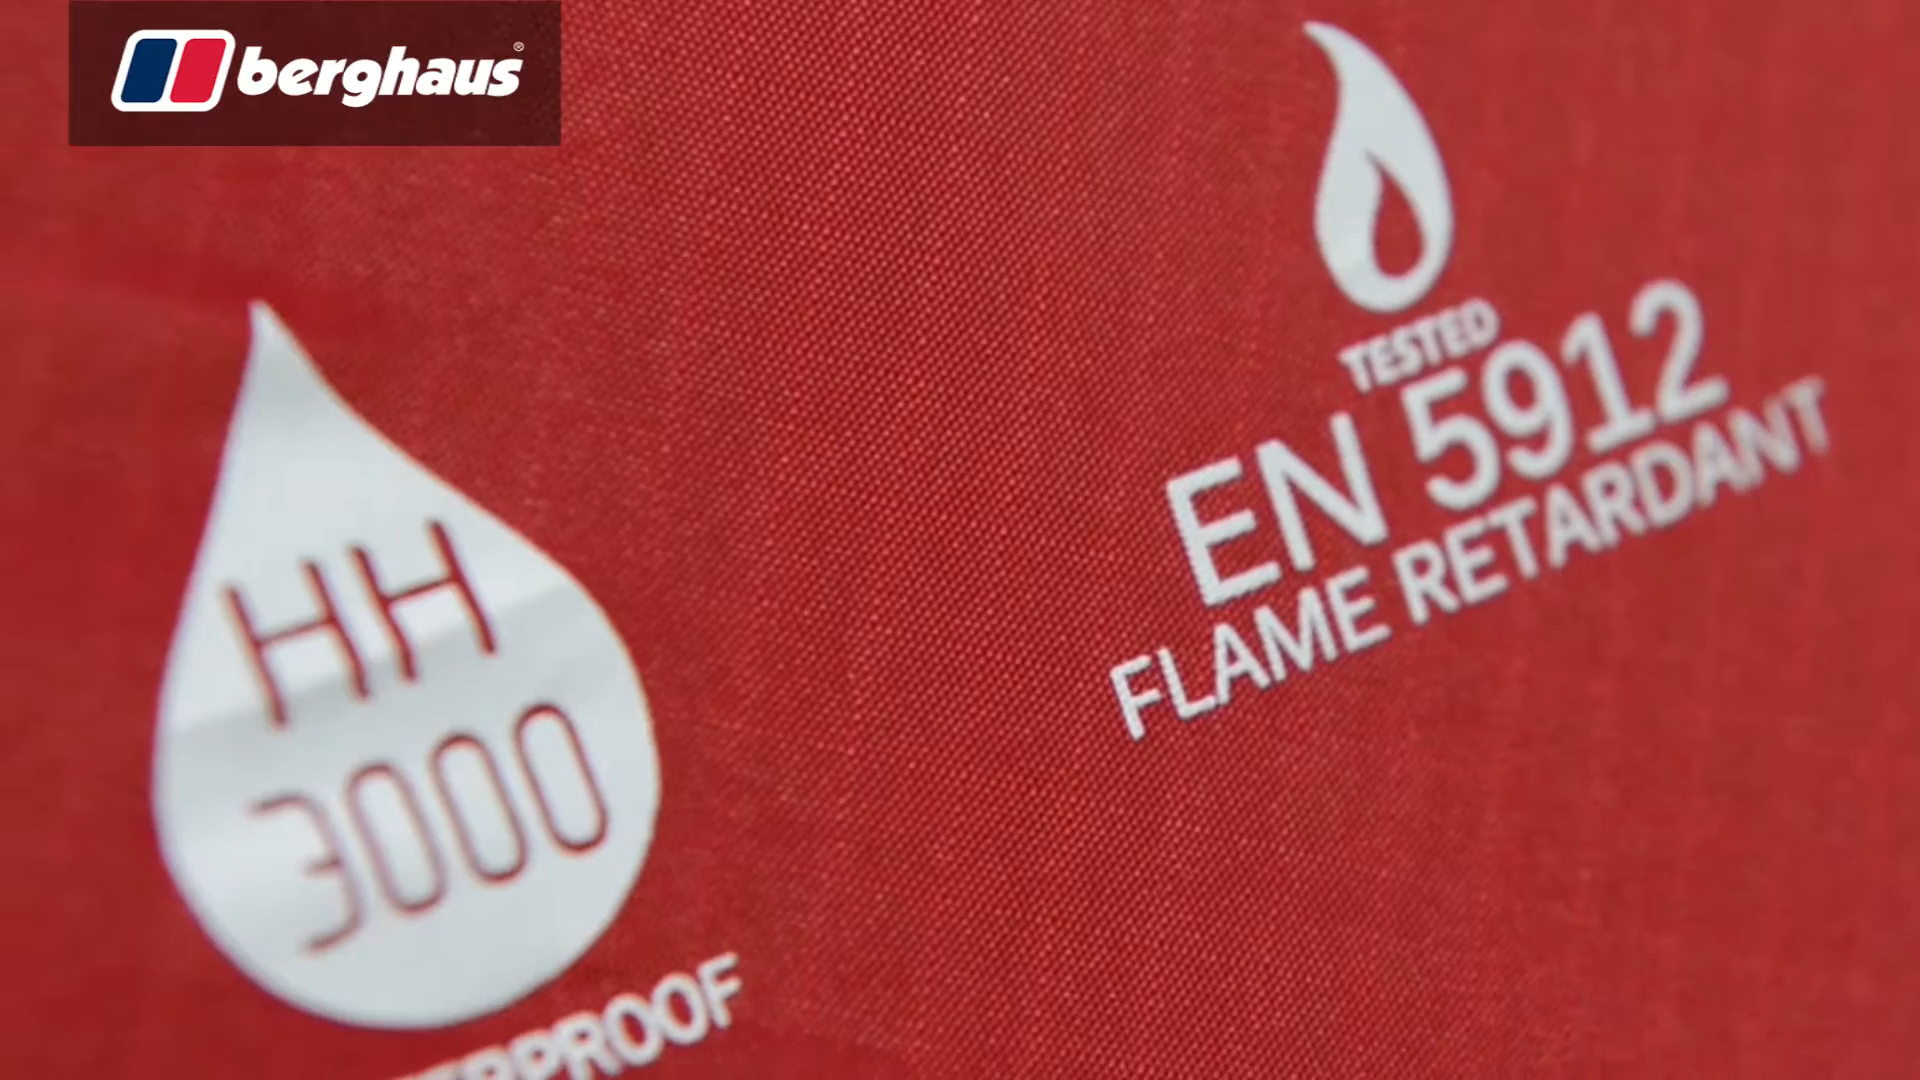 berghaus®
TESTED
EN 5912
FLAME RETARDANT
HH
3000
ERPROOF